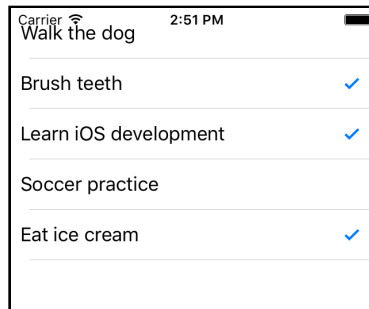 Carrier 2:51 PM
Walk the dog
Brush teeth
Learn iOS development
Soccer practice
Eat ice cream